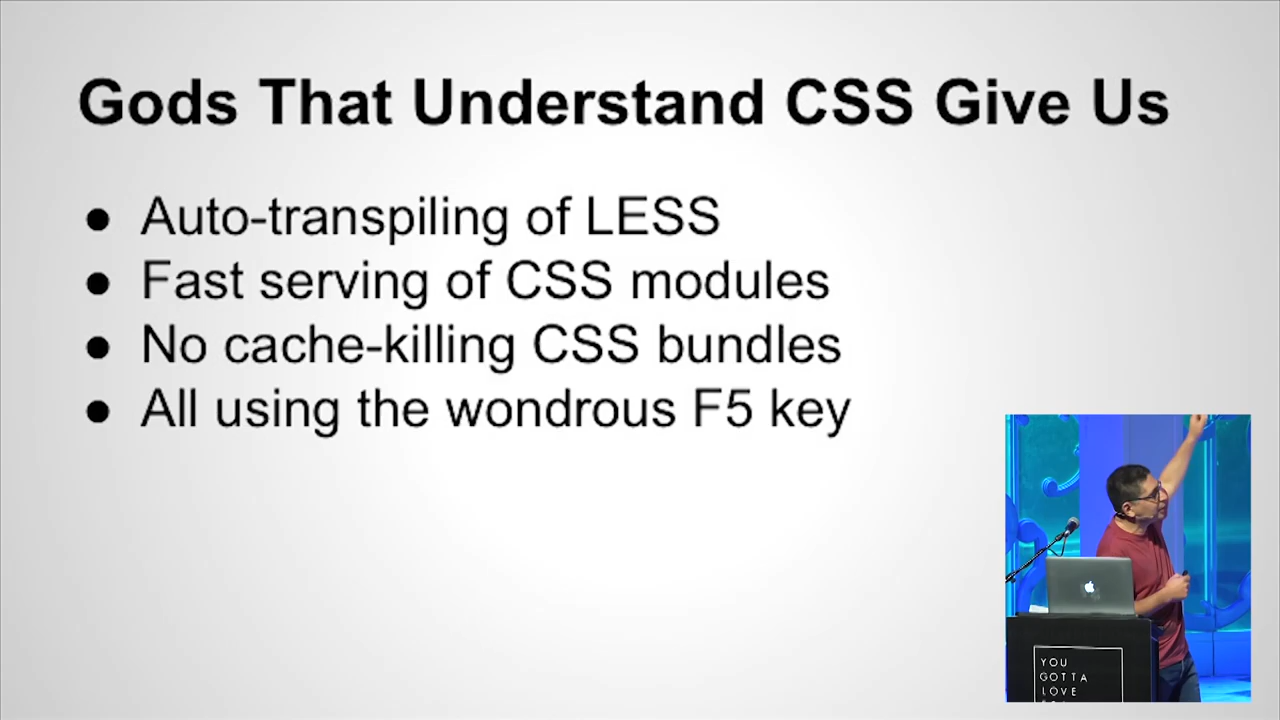 Gods That Understand CSS Give Us
● Auto-transpiling of LESS
● Fast serving of CSS modules
● No cache-killing CSS bundles
● All using the wondrous F5 key
YOU
GOTTA
LOVE